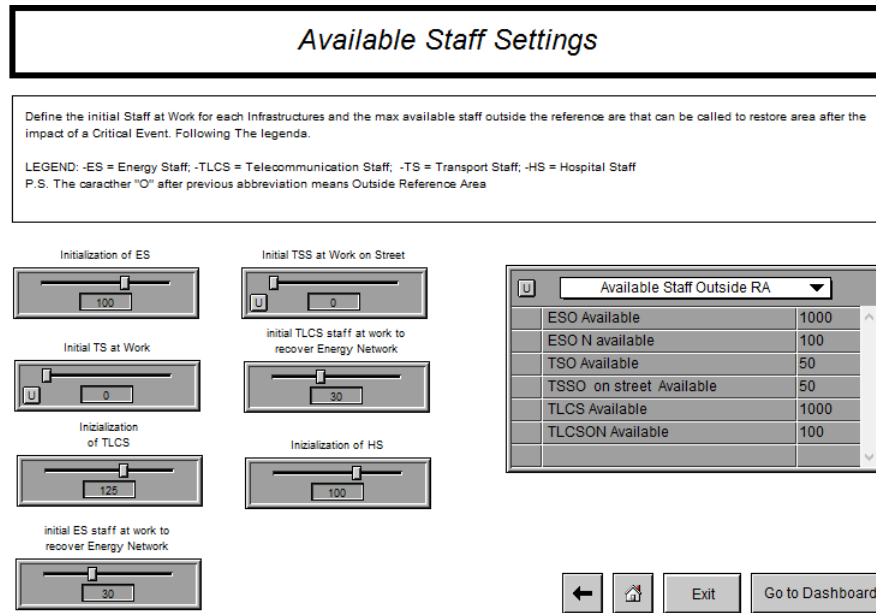 Available Staff Settings
Define the initial Staff at Work for each Infrastructures and the max available staff outside the reference are that can be called to restore area after the
impact of a Critical Event. Following The legenda.
LEGEND: -ES = Energy Staff; -TLCS = Telecommunication Staff;  -TS = Transport Staff; -HS = Hospital Staff
P.S. The caracther "O" after previous abbreviation means Outside Reference Area
Initialization of ES
100
Initial TSS at Work on Street
U
0
Initial TS at Work
U
0
initial TLCS staff at work to
recover Energy Network
30
Inizialization
of TLCS
125
Inizialization of HS
100
initial ES staff at work to
recover Energy Network
30
U Available Staff Outside RA
ESO Available 1000
ESO N available 100
TSO Available 50
TSSO on street Available 50
TLCS Available 1000
TLCSON Available 100
Exit
Go to Dashboard